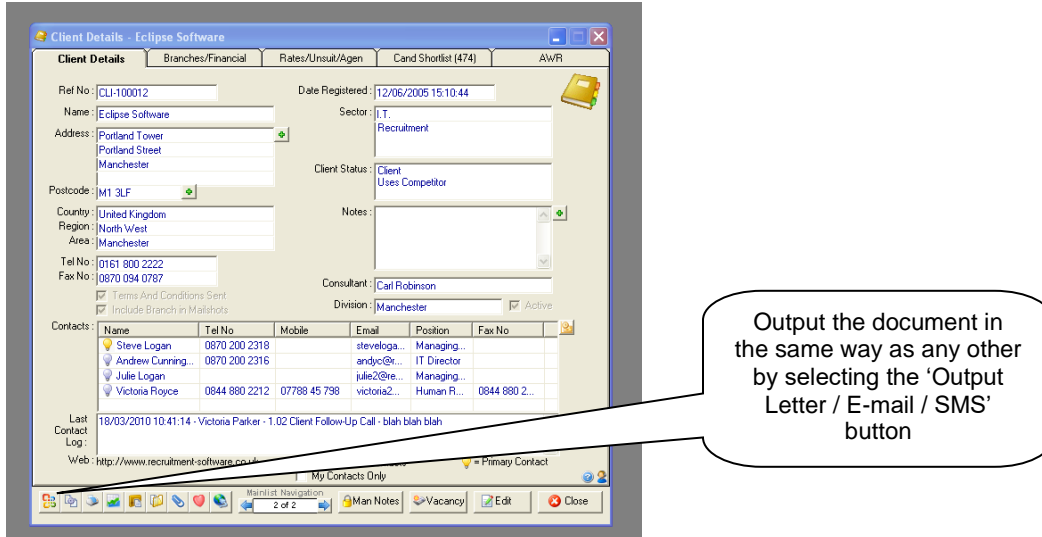 Client Details - Eclipse Software
Client Details Branches/Financial Rates/Unsuit/Agen Cand Shortlist (474) AWR
Ref No : CLI-100012 Date Registered : 12/06/2005 15:10:44
Name : Eclipse Software Sector : I.T.
Recruitment
Address : Portland Tower
Portland Street
Manchester
Client Status : Client
Uses Competitor
Postcode : M1 3LF
Country : United Kingdom Notes :
Region : North West
Area : Manchester
Tel No : 0161 800 2222
Fax No : 0870 094 0787
Consultant : Carl Robinson
Terms And Conditions Sent
Include Branch in Mailshots
Division : Manchester Active
Contacts : Name Tel No Mobile Email Position Fax No
Steve Logan 0870 200 2318 steveloga... Managing...
Andrew Cunning... 0870 200 2316 andyc@r... IT Director
Julie Logan julie2@re... Managing...
Victoria Royce 0844 880 2212 07788 45 798 victoria2... Human R... 0844 880 2...
Last Contact Log : 18/03/2010 10:41:14 - Victoria Parker - 1.02 Client Follow-Up Call - blah blah blah
Web : http://www.recruitment-software.co.uk = Primary Contact
My Contacts Only
Mainlist Navigation
2 of 2 Man Notes Vacancy Edit Close
Output the document in
the same way as any other
by selecting the ‘Output
Letter / E-mail / SMS’
button